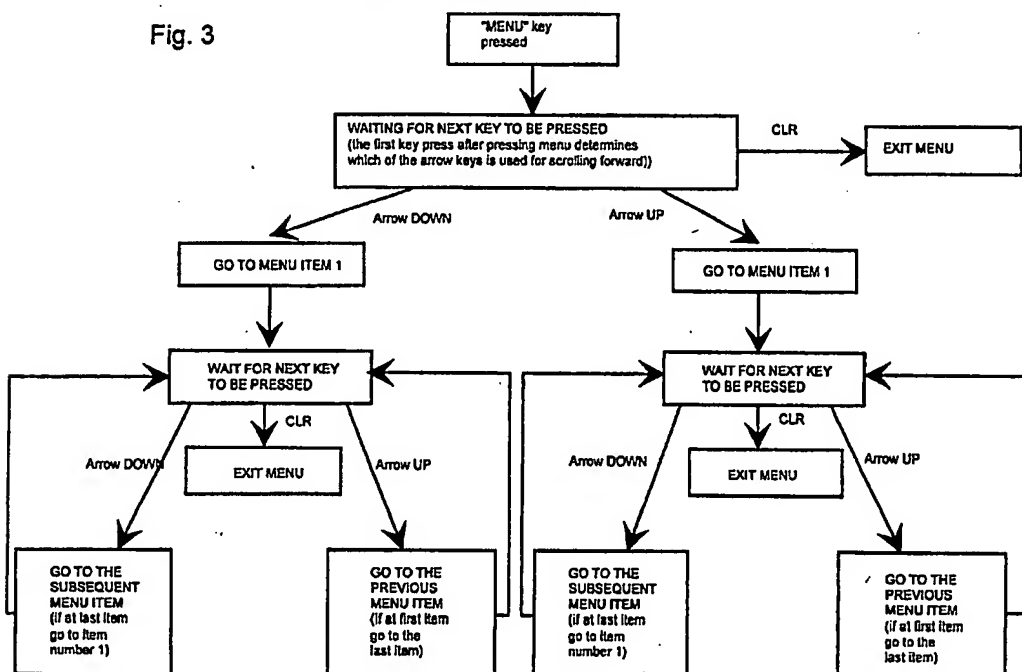 Fig. 3
"MENU" key
pressed
WAITING FOR NEXT KEY TO BE PRESSED
(the first key press after pressing menu determines
which of the arrow keys is used for scrolling forward))
CLR
EXIT MENU
Arrow DOWN
Arrow UP
GO TO MENU ITEM 1
GO TO MENU ITEM 1
WAIT FOR NEXT KEY
TO BE PRESSED
WAIT FOR NEXT KEY
TO BE PRESSED
CLR
CLR
Arrow DOWN
EXIT MENU
Arrow UP
Arrow DOWN
EXIT MENU
Arrow UP
GO TO THE
SUBSEQUENT
MENU ITEM
(if at last item
go to item
number 1)
GO TO THE
PREVIOUS
MENU ITEM
(if at first item
go to the
last item)
GO TO THE
SUBSEQUENT
MENU ITEM
(if at last item
go to item
number 1)
GO TO THE
PREVIOUS
MENU ITEM
(if at first item
go to the
last item)